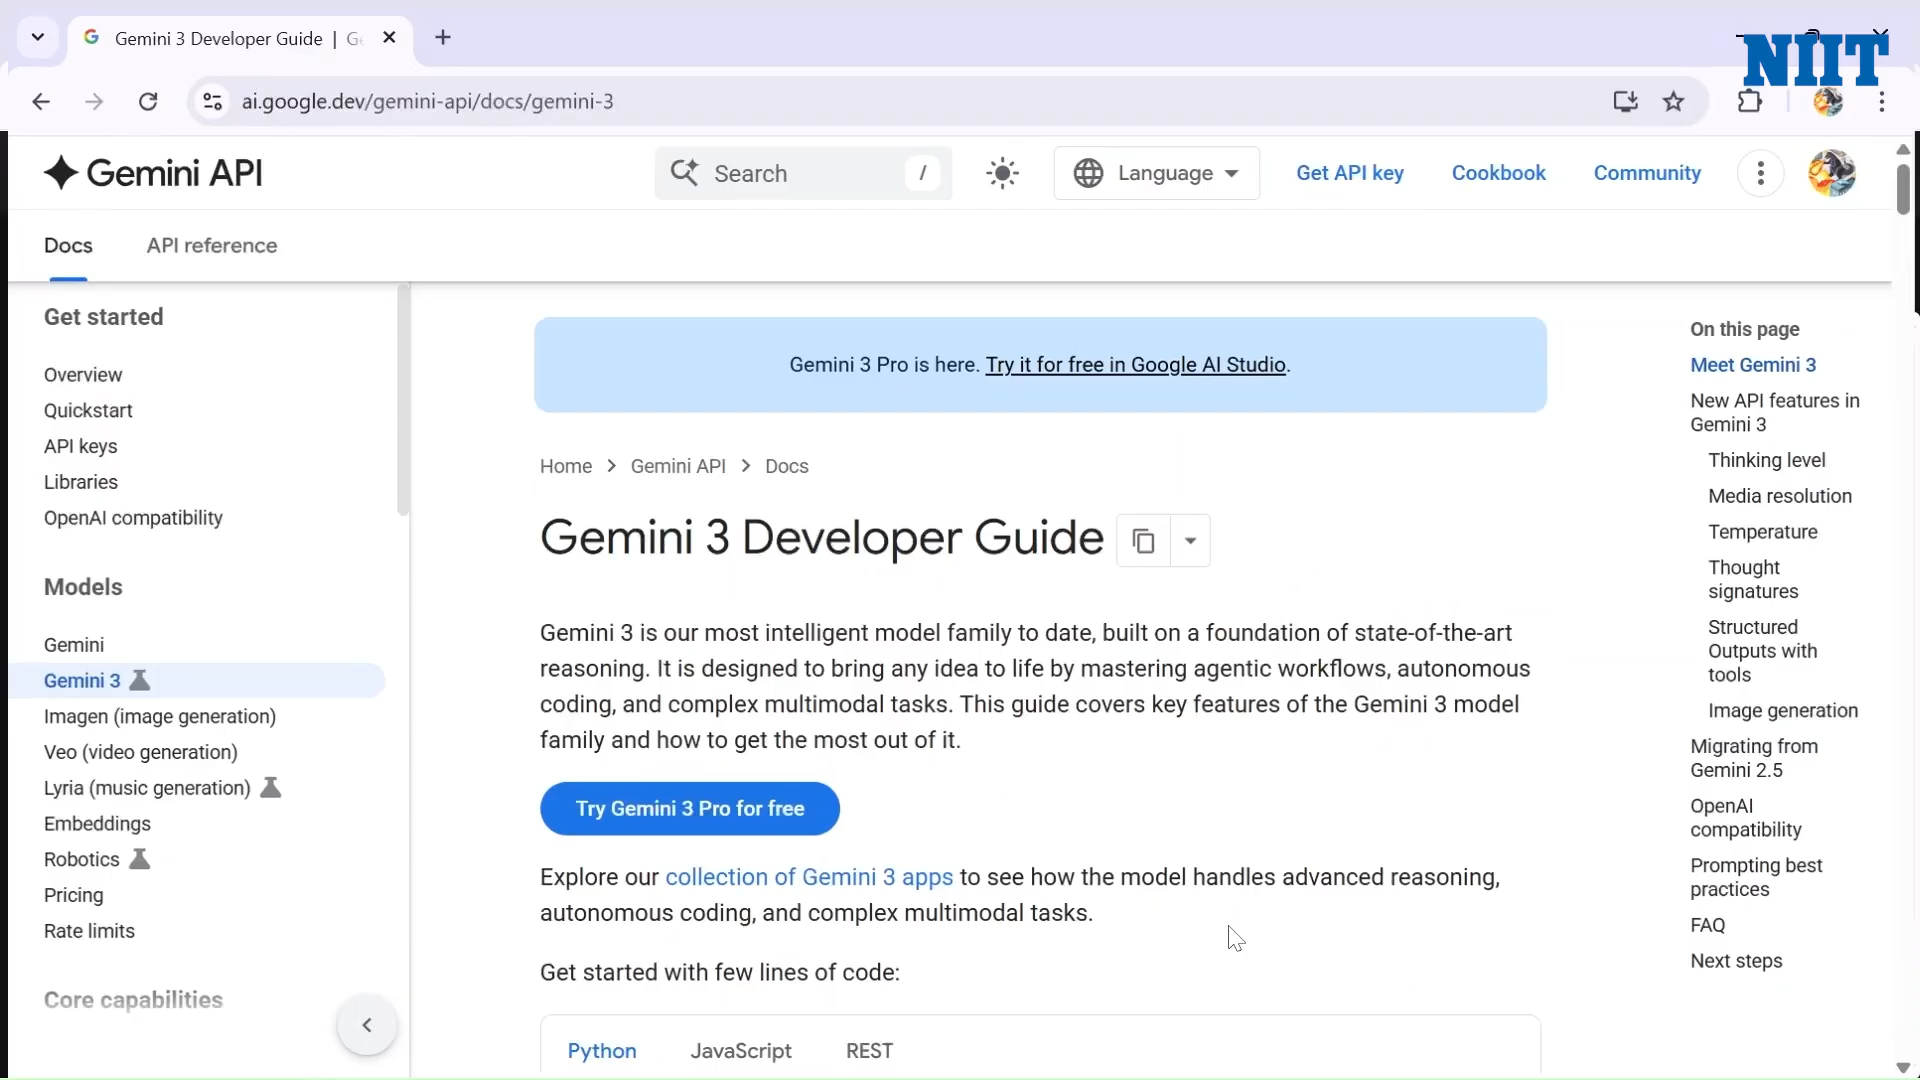 Gemini 3 Developer Guide | G
NIIT
ai.google.dev/gemini-api/docs/gemini-3
Gemini API
Search
/
Language
Get API key
Cookbook
Community
Docs
API reference
Get started
Overview
Quickstart
API keys
Libraries
OpenAI compatibility
Models
Gemini
Gemini 3
Imagen (image generation)
Veo (video generation)
Lyria (music generation)
Embeddings
Robotics
Pricing
Rate limits
Core capabilities
Gemini 3 Pro is here. Try it for free in Google AI Studio.
Home > Gemini API > Docs
Gemini 3 Developer Guide
Gemini 3 is our most intelligent model family to date, built on a foundation of state-of-the-art
reasoning. It is designed to bring any idea to life by mastering agentic workflows, autonomous
coding, and complex multimodal tasks. This guide covers key features of the Gemini 3 model
family and how to get the most out of it.
Try Gemini 3 Pro for free
Explore our collection of Gemini 3 apps to see how the model handles advanced reasoning,
autonomous coding, and complex multimodal tasks.
Get started with few lines of code:
Python
JavaScript
REST
On this page
Meet Gemini 3
New API features in
Gemini 3
Thinking level
Media resolution
Temperature
Thought
signatures
Structured
Outputs with
tools
Image generation
Migrating from
Gemini 2.5
OpenAI
compatibility
Prompting best
practices
FAQ
Next steps